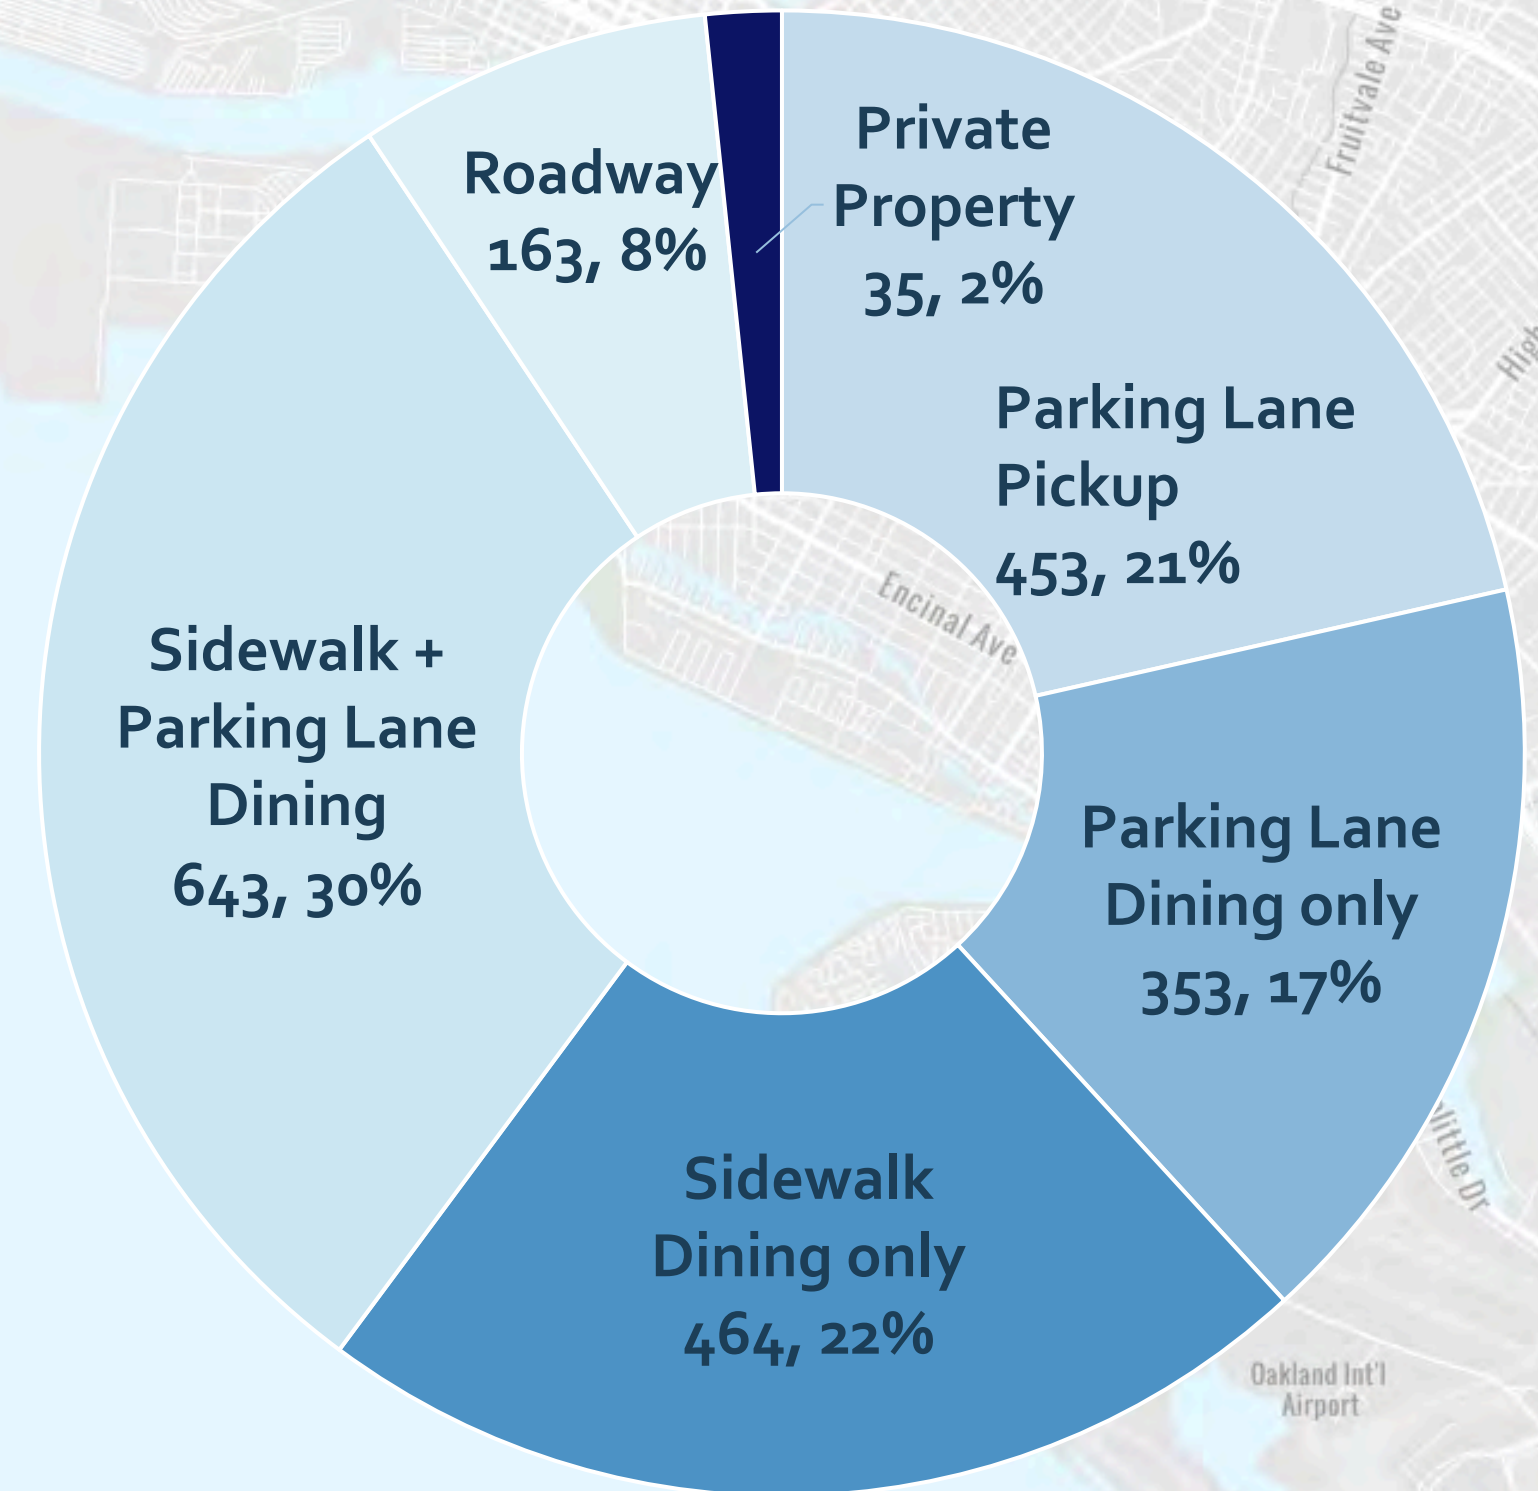 Private
Property
35, 2%
Roadway
163, 8%
Parking Lane
Pickup
453, 21%
Sidewalk +
Parking Lane
Dining
643, 30%
Parking Lane
Dining only
353, 17%
Sidewalk
Dining only
464, 22%
Fruitvale Ave
Encinal Ave
Oakland Int'l
Airport